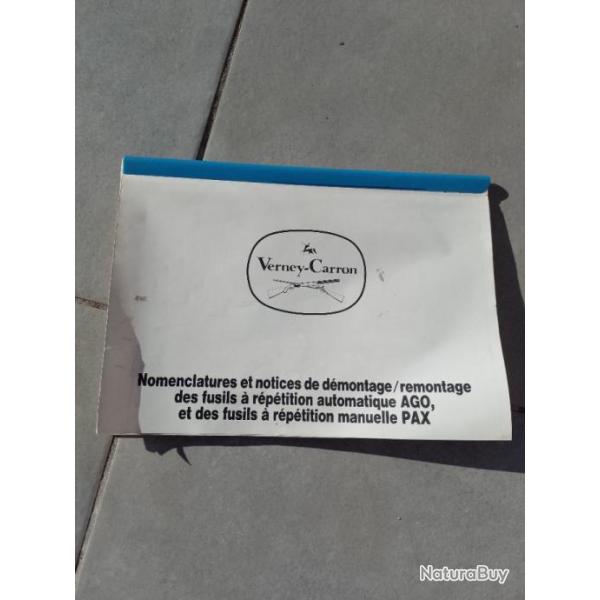 Verney-Carron
Nomenclatures et notices de démontage/remontage
des fusils à répétition automatique AGO,
et des fusils à répétition manuelle PAX
NaturaBuy